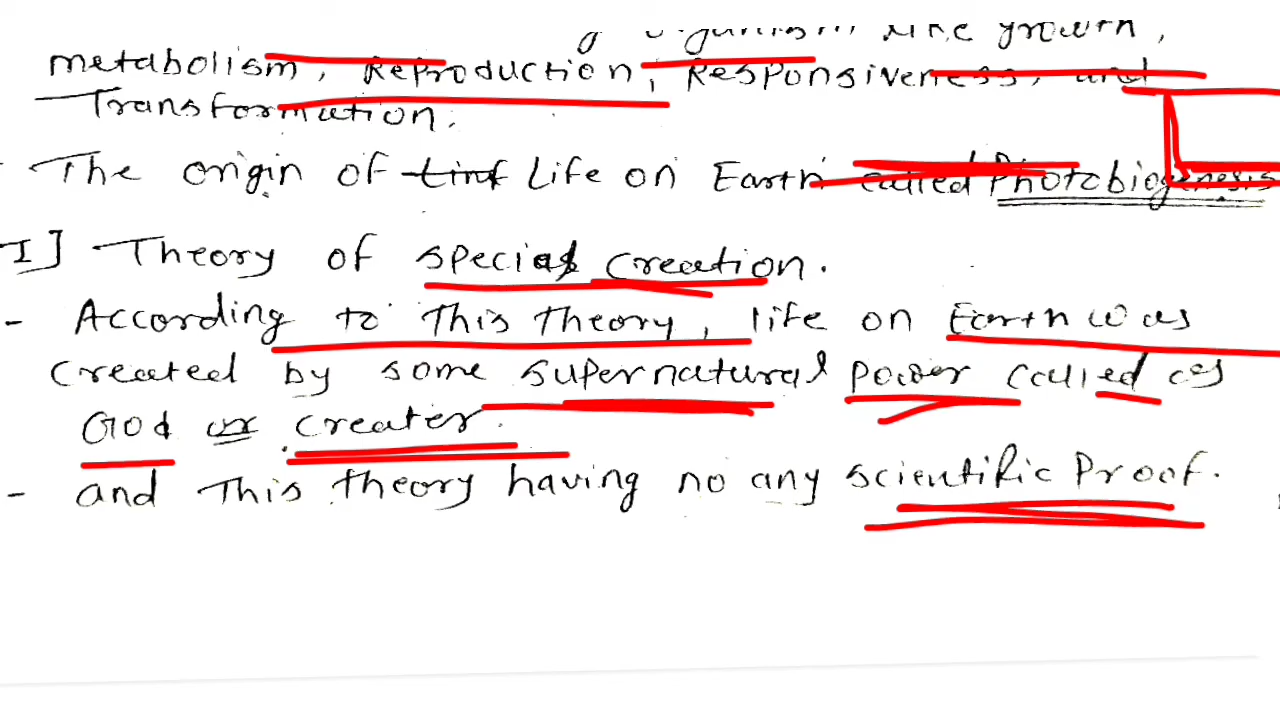 growth,
metabolism, Reproduction, Responsiveness, and
Transformation.
The origin of Life on Earth called Photobiogenesis
I] Theory of special creation.
- According to This theory, life on Earth was
created by some supernatural power called as
God or creater.
- and This theory having no any scientific Proof.